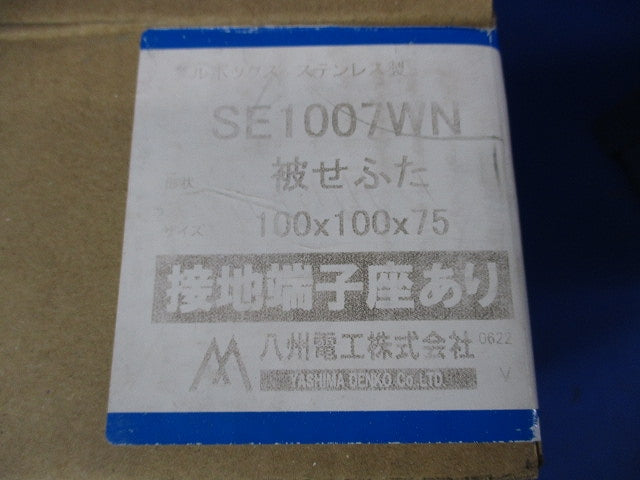 プルボックス ステンレス製
SE1007WN
形状 被せふた
サイズ 100x100x75
接地端子座あり
八州電工株式会社 0622
YASHIMA DENKO Co.LTD. V